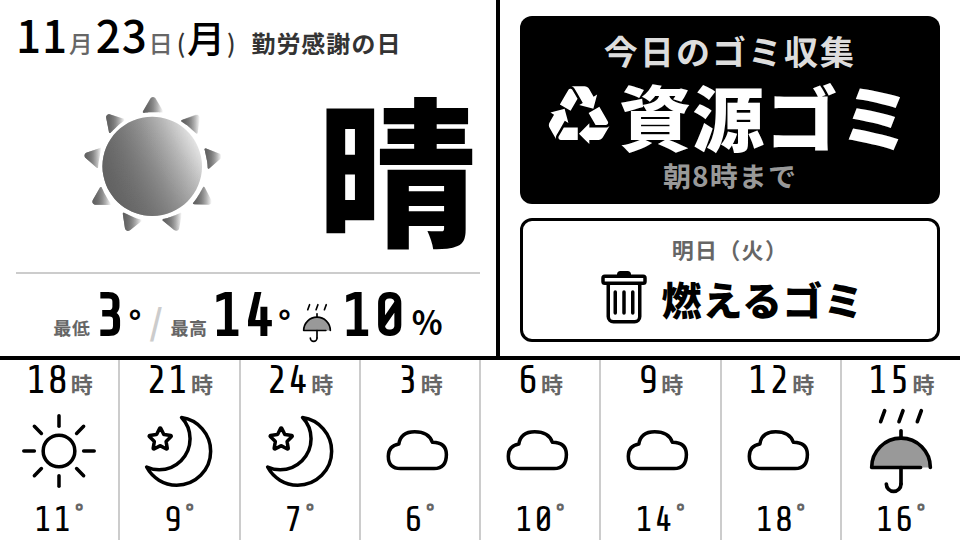 11月23日(月) 勤労感謝の日
晴
最低 3° / 最高 14° 10 %
今日のゴミ収集
資源ゴミ
朝8時まで
明日（火）
燃えるゴミ
18時 21時 24時 3時 6時 9時 12時 15時
11° 9° 7° 6° 10° 14° 18° 16°